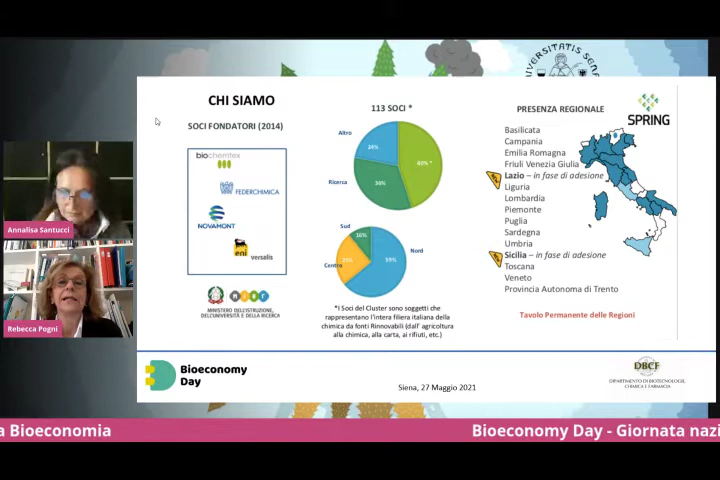 UNIVERSITATIS SENA
CHI SIAMO
SOCI FONDATORI (2014)
biochemtex
FEDERCHIMICA
NOVAMONT
eni
versalis
MINISTERO DELL'ISTRUZIONE,
DELL'UNIVERSITÀ E DELLA RICERCA
113 SOCI *
Altro
24%
40% *
Ricerca
36%
Sud
16%
Nord
59%
Centro
25%
*I Soci del Cluster sono soggetti che
rappresentano l'intera filiera italiana della
chimica da fonti Rinnovabili (dall' agricoltura
alla chimica, alla carta, ai rifiuti, etc.)
PRESENZA REGIONALE
SPRING
Basilicata
Campania
Emilia Romagna
Friuli Venezia Giulia
Lazio – in fase di adesione
Liguria
Lombardia
Piemonte
Puglia
Sardegna
Umbria
Sicilia – in fase di adesione
Toscana
Veneto
Provincia Autonoma di Trento
Tavolo Permanente delle Regioni
Annalisa Santucci
Rebecca Pogni
Bioeconomy
Day
Siena, 27 Maggio 2021
DBCF
DIPARTIMENTO DI BIOTECNOLOGIE,
CHIMICA E FARMACIA
a Bioeconomia
Bioeconomy Day - Giornata nazi